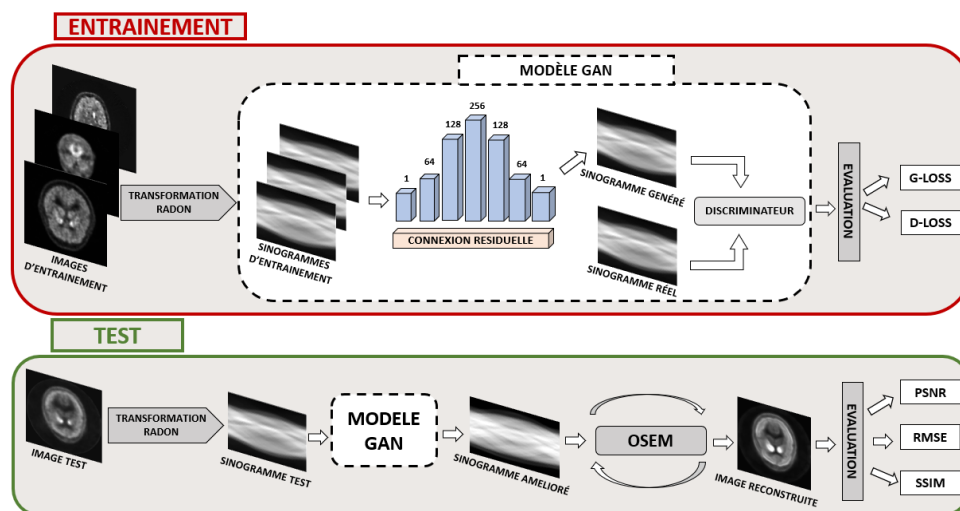 ENTRAINEMENT
MODÈLE GAN
256
128
128
64
64
1
1
TRANSFORMATION
RADON
IMAGES
D'ENTRAINEMENT
SINOGRAMMES
D'ENTRAINEMENT
CONNEXION RESIDUELLE
SINOGRAMME GENÉRÉ
SINOGRAMME RÉEL
DISCRIMINATEUR
EVALUATION
G-LOSS
D-LOSS
TEST
IMAGE TEST
TRANSFORMATION
RADON
SINOGRAMME TEST
MODELE
GAN
SINOGRAMME AMELIORÉ
OSEM
IMAGE RECONSTRUITE
EVALUATION
PSNR
RMSE
SSIM